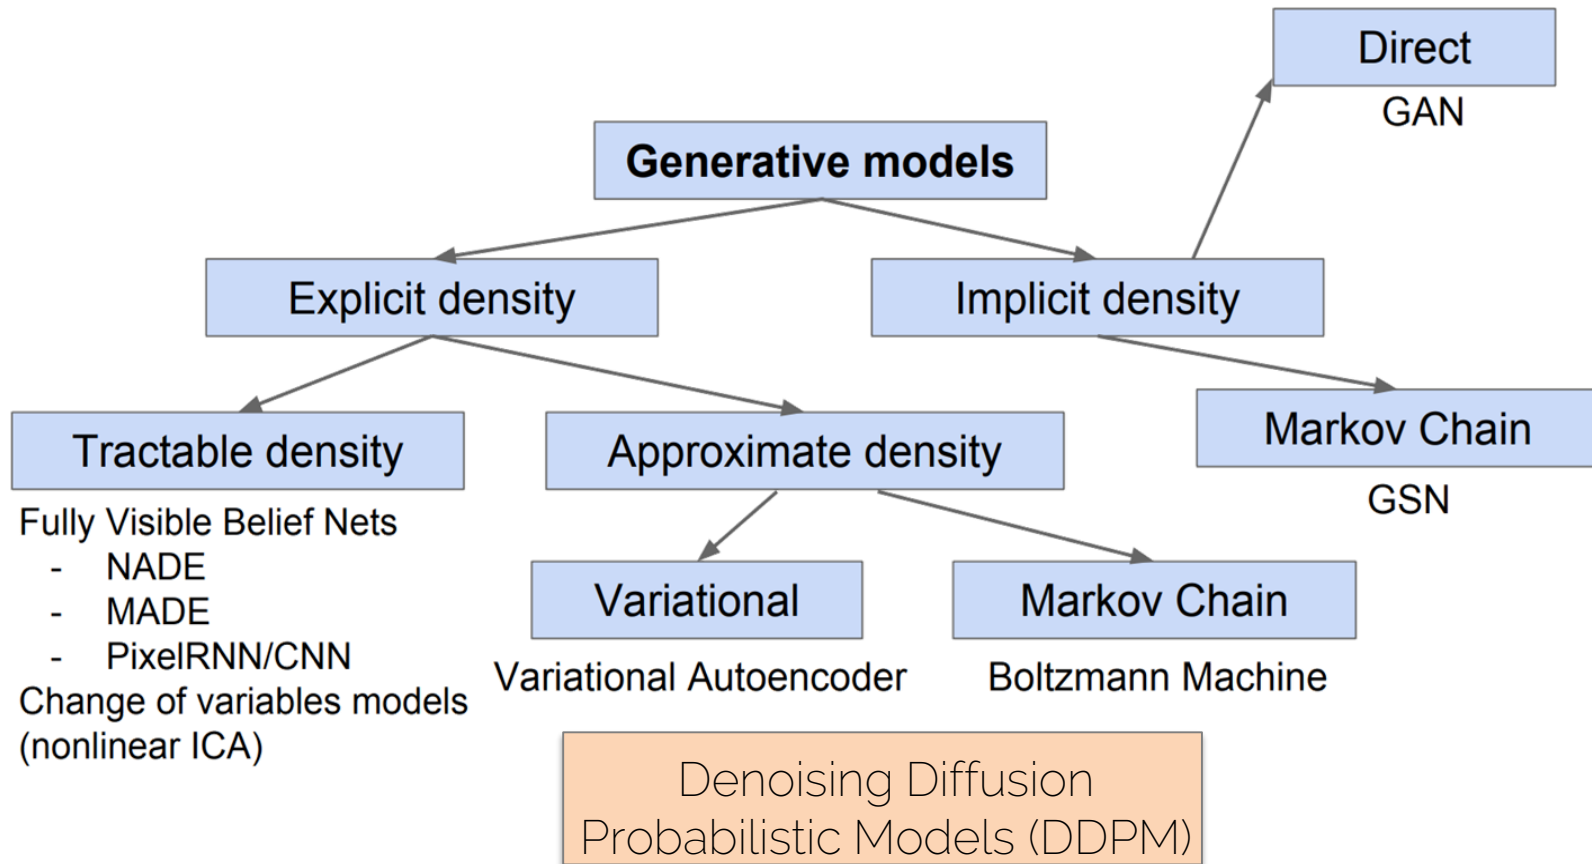 Direct
GAN
Generative models
Explicit density
Implicit density
Tractable density
Approximate density
Markov Chain
GSN
Fully Visible Belief Nets
- NADE
- MADE
- PixelRNN/CNN
Change of variables models
(nonlinear ICA)
Variational
Markov Chain
Variational Autoencoder
Boltzmann Machine
Denoising Diffusion
Probabilistic Models (DDPM)